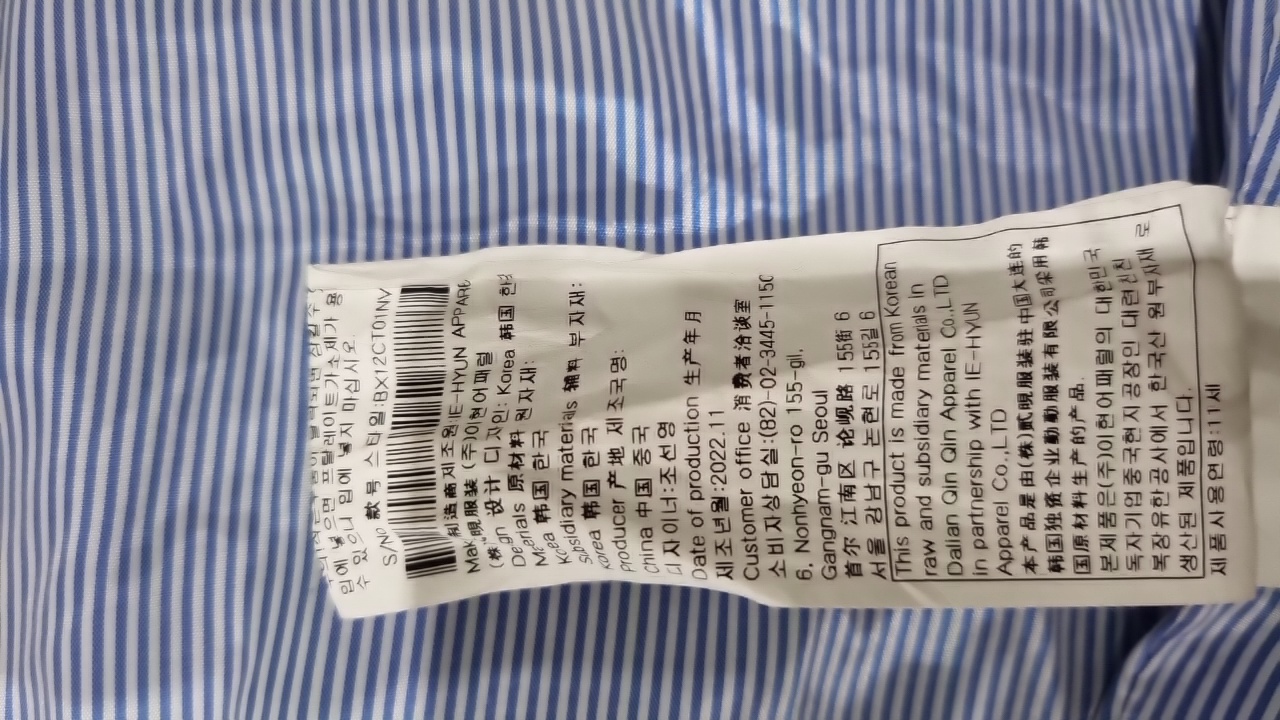 입에 넣으면 프틸레이트가소제가 용
수 있으니 입에 넣지 마십시오.
S/No 款号 스타일:BX12CT01NV
制造商 제조원:IE-HYUN APPARE
(株) 晛服装 (주)이현어패럴
设计 디자인: Korea 韩国 한국
原材料 원자재:
韩国 한국
Subsidiary materials 辅料 부자재:
Korea 韩国 한국
producer 产地 제조국명:
China 中国 중국
디자이너:조선영
Date of production 生产年月
제조년월:2022.11
Customer office 消费者洽谈室
소비자상담실:(82)-02-3445-1150
6, Nonhyeon-ro 155-gil,
Gangnam-gu Seoul
首尔 江南区 论岘路 155街 6
서울 강남구 논현로 155길 6
This product is made from Korean
raw and subsidiary materials in
Dalian Qin Qin Apparel Co.,LTD
in partnership with IE-HYUN
Apparel Co.,LTD
本产品是由(株)贰晛服装驻中国大连的
韩国独资企业勤勤服装有限公司采用韩
国原材料生产的产品.
본제품은(주)이현어패럴의 대한민국
독자기업중국현지공장인 대련친친
복장유한공사에서 한국산 원부자재로
생산된 제품입니다.
제품사용연령:11세